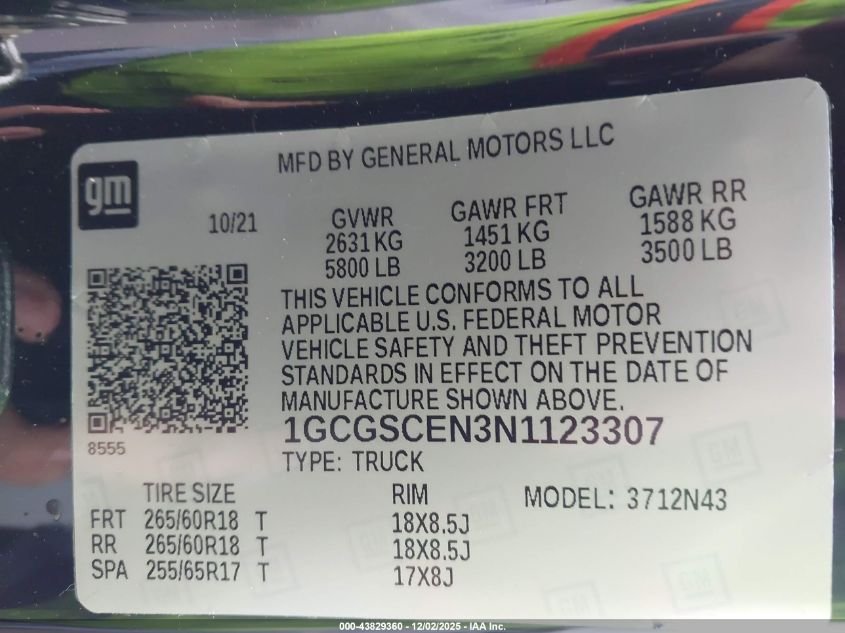 MFD BY GENERAL MOTORS LLC
gm
10/21
GVWR GAWR FRT GAWR RR
2631 KG 1451 KG 1588 KG
5800 LB 3200 LB 3500 LB
THIS VEHICLE CONFORMS TO ALL
APPLICABLE U.S. FEDERAL MOTOR
VEHICLE SAFETY AND THEFT PREVENTION
STANDARDS IN EFFECT ON THE DATE OF
MANUFACTURE SHOWN ABOVE.
1GCGSCEN3N1123307
8555
TYPE: TRUCK
TIRE SIZE RIM MODEL: 3712N43
FRT 265/60R18 T 18X8.5J
RR 265/60R18 T 18X8.5J
SPA 255/65R17 T 17X8J
000-43829360 - 12/02/2025 - IAA Inc.